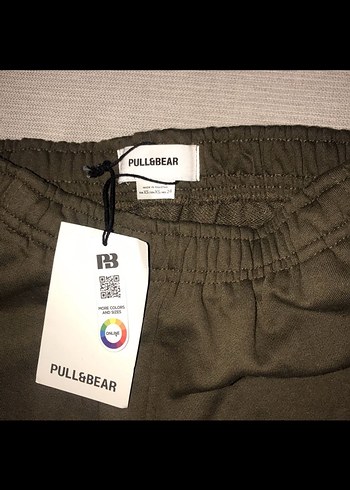 PULL&BEAR
PB
MORE COLORS
AND SIZES
ONLINE
PULL&BEAR